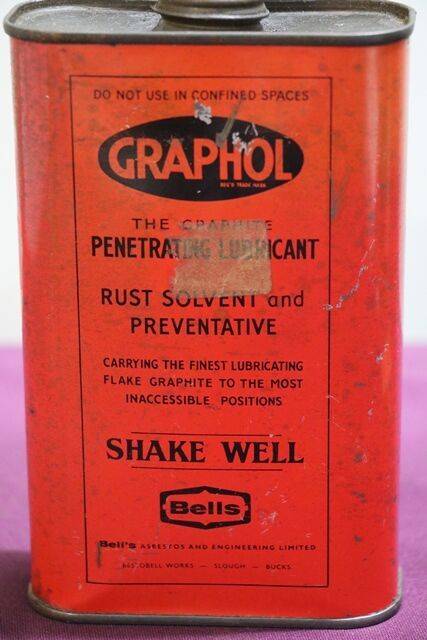 DO NOT USE IN CONFINED SPACES
GRAPHOL
REG'D TRADE MARK
THE GRAPHITE
PENETRATING LUBRICANT
RUST SOLVENT and
PREVENTATIVE
CARRYING THE FINEST LUBRICATING
FLAKE GRAPHITE TO THE MOST
INACCESSIBLE POSITIONS
SHAKE WELL
Bells
Bell's ASBESTOS AND ENGINEERING LIMITED
BESTOBELL WORKS — SLOUGH — BUCKS